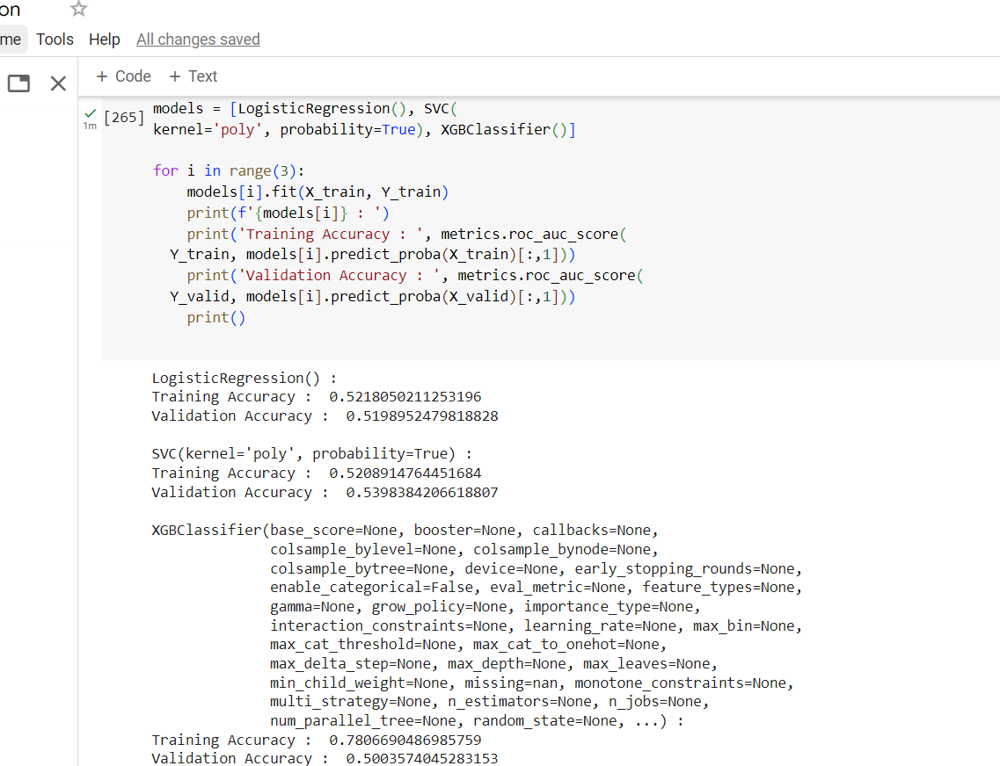 on
me Tools Help All changes saved
+ Code + Text
1m
[265]
models = [LogisticRegression(), SVC(
kernel='poly', probability=True), XGBClassifier()]
for i in range(3):
models[i].fit(X_train, Y_train)
print(f'{models[i]} : ')
print('Training Accuracy : ', metrics.roc_auc_score(
Y_train, models[i].predict_proba(X_train)[:,1]))
print('Validation Accuracy : ', metrics.roc_auc_score(
Y_valid, models[i].predict_proba(X_valid)[:,1]))
print()
LogisticRegression() :
Training Accuracy :  0.5218050211253196
Validation Accuracy :  0.5198952479818828
SVC(kernel='poly', probability=True) :
Training Accuracy :  0.5208914764451684
Validation Accuracy :  0.5398384206618807
XGBClassifier(base_score=None, booster=None, callbacks=None,
colsample_bylevel=None, colsample_bynode=None,
colsample_bytree=None, device=None, early_stopping_rounds=None,
enable_categorical=False, eval_metric=None, feature_types=None,
gamma=None, grow_policy=None, importance_type=None,
interaction_constraints=None, learning_rate=None, max_bin=None,
max_cat_threshold=None, max_cat_to_onehot=None,
max_delta_step=None, max_depth=None, max_leaves=None,
min_child_weight=None, missing=nan, monotone_constraints=None,
multi_strategy=None, n_estimators=None, n_jobs=None,
num_parallel_tree=None, random_state=None, ...) :
Training Accuracy :  0.7806690486985759
Validation Accuracy :  0.5003574045283153